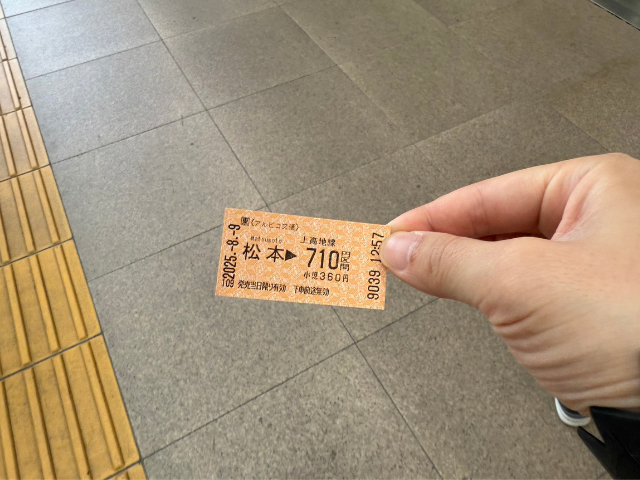 〈アルピコ交通〉
Matsumoto 上高地線
松本▶710円区間
小児360円
発売当日限り有効 下車前途無効
2025.-8.-9
9039 12:57